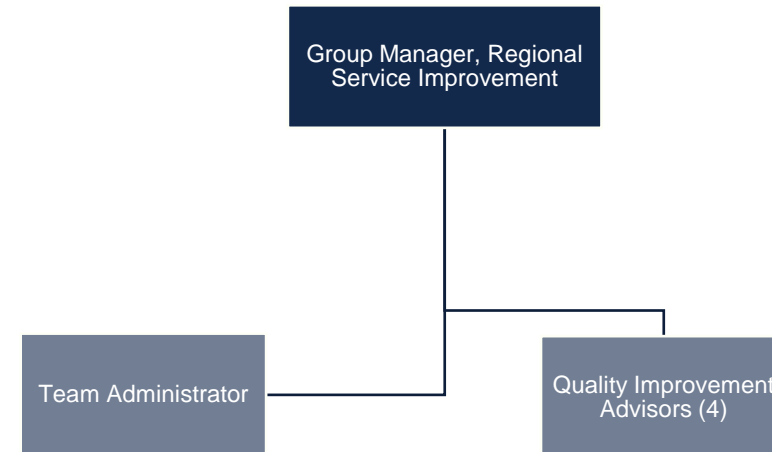 Group Manager, Regional
Service Improvement
Team Administrator
Quality Improvement
Advisors (4)